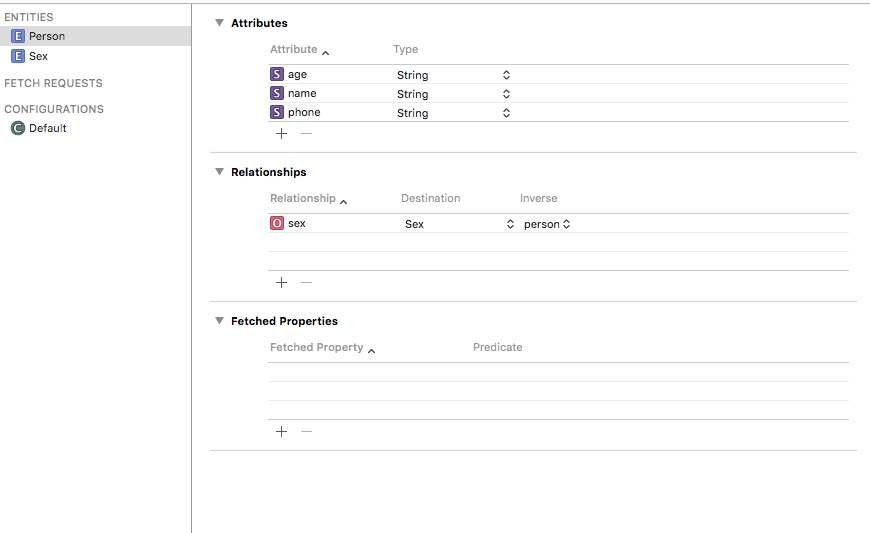 ENTITIES
E Person
E Sex
FETCH REQUESTS
CONFIGURATIONS
C Default
Attributes
Attribute Type
S age String
S name String
S phone String
Relationships
Relationship Destination Inverse
O sex Sex person
Fetched Properties
Fetched Property Predicate